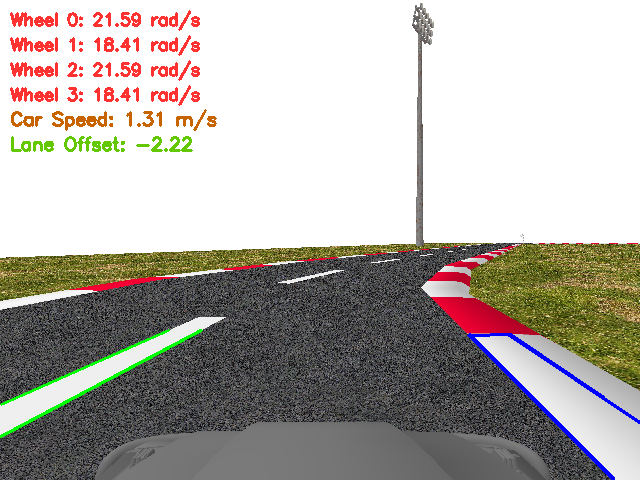 Wheel 0: 21.59 rad/s
Wheel 1: 18.41 rad/s
Wheel 2: 21.59 rad/s
Wheel 3: 18.41 rad/s
Car Speed: 1.31 m/s
Lane Offset: -2.22